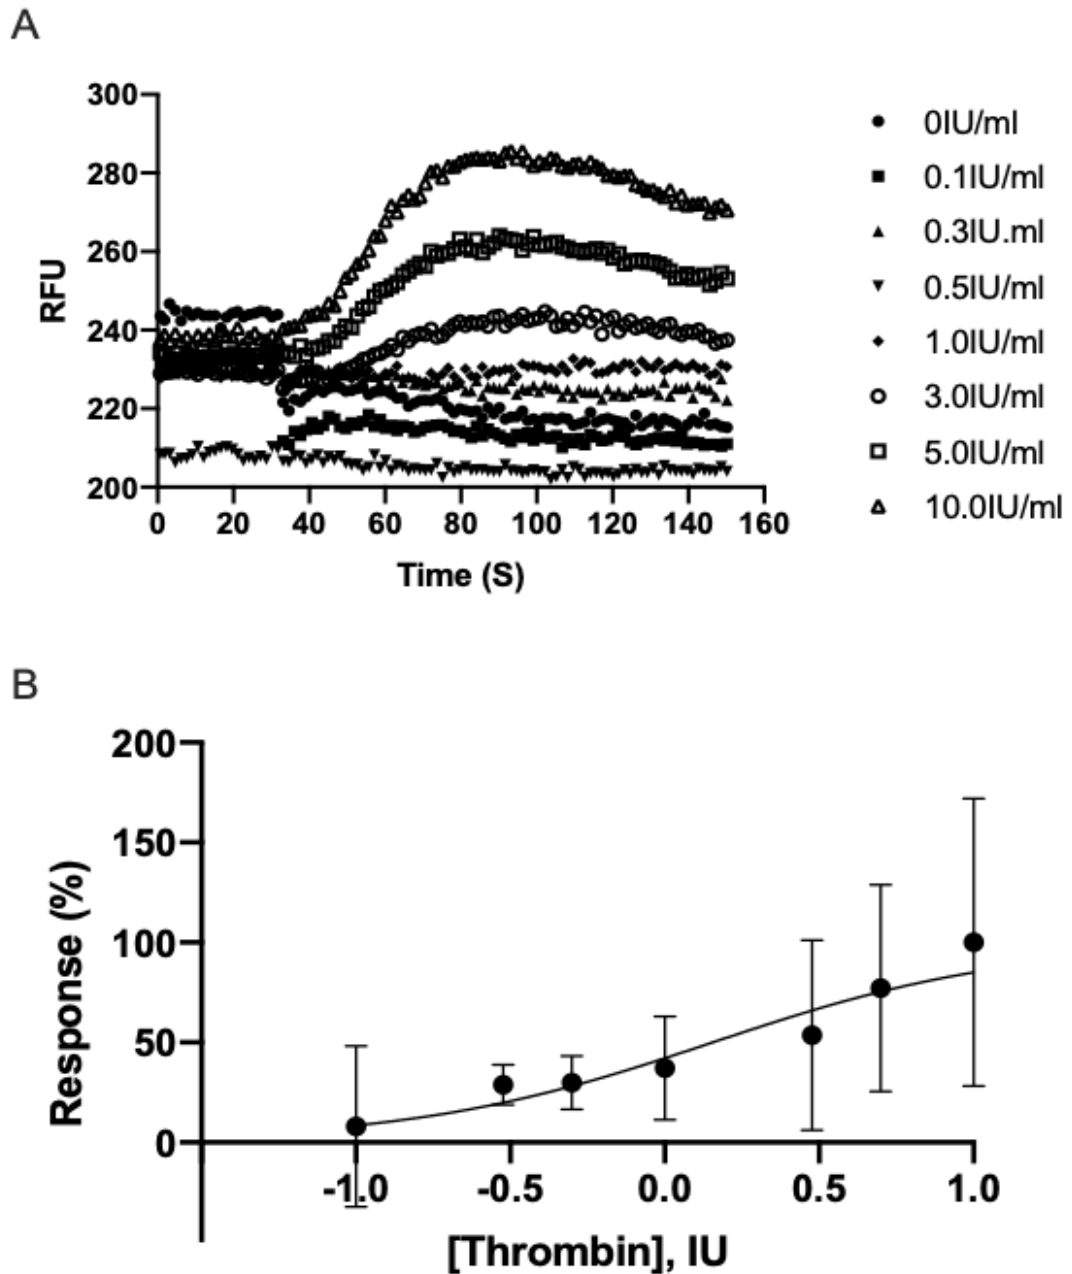 A
300
280
260
240
220
200
RFU
0 20 40 60 80 100 120 140 160
Time (S)
0IU/ml
0.1IU/ml
0.3IU.ml
0.5IU/ml
1.0IU/ml
3.0IU/ml
5.0IU/ml
10.0IU/ml
B
200
150
100
50
0
Response (%)
-1.0 -0.5 0.0 0.5 1.0
[Thrombin], IU